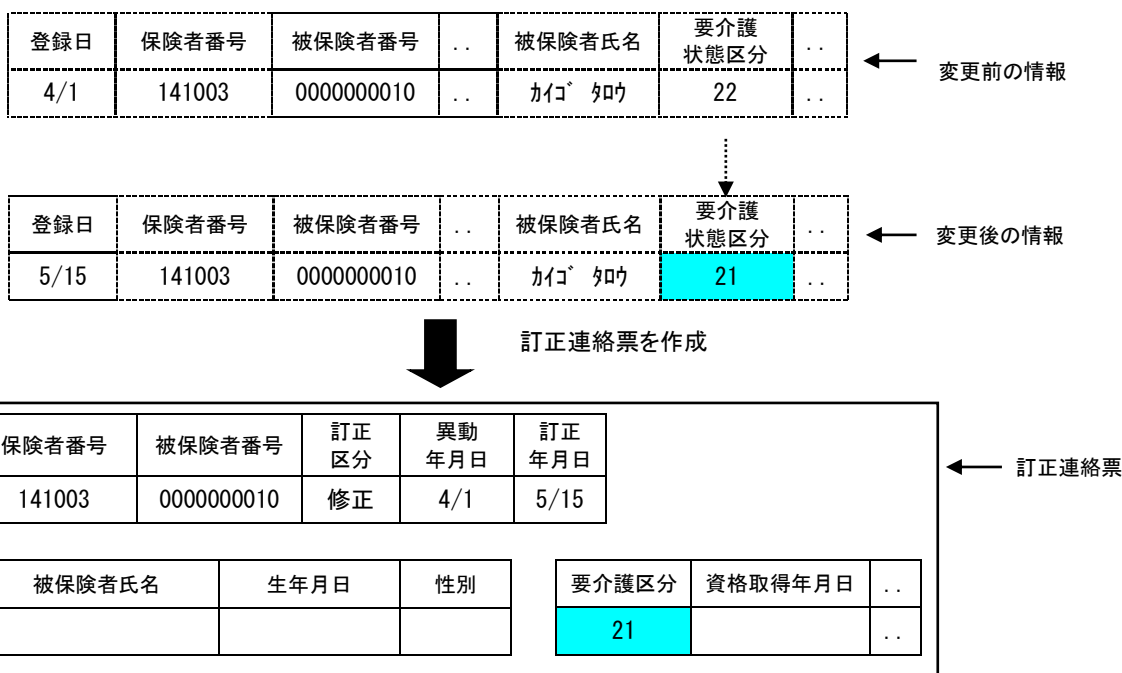 登録日 保険者番号 被保険者番号 .. 被保険者氏名 要介護状態区分 ..
4/1 141003 0000000010 .. ｶｲｺﾞ ﾀﾛｳ 22 ..
変更前の情報
登録日 保険者番号 被保険者番号 .. 被保険者氏名 要介護状態区分 ..
5/15 141003 0000000010 .. ｶｲｺﾞ ﾀﾛｳ 21 ..
変更後の情報
訂正連絡票を作成
保険者番号 被保険者番号 訂正区分 異動年月日 訂正年月日
141003 0000000010 修正 4/1 5/15
訂正連絡票
被保険者氏名 生年月日 性別 要介護区分 資格取得年月日 ..
21 ..